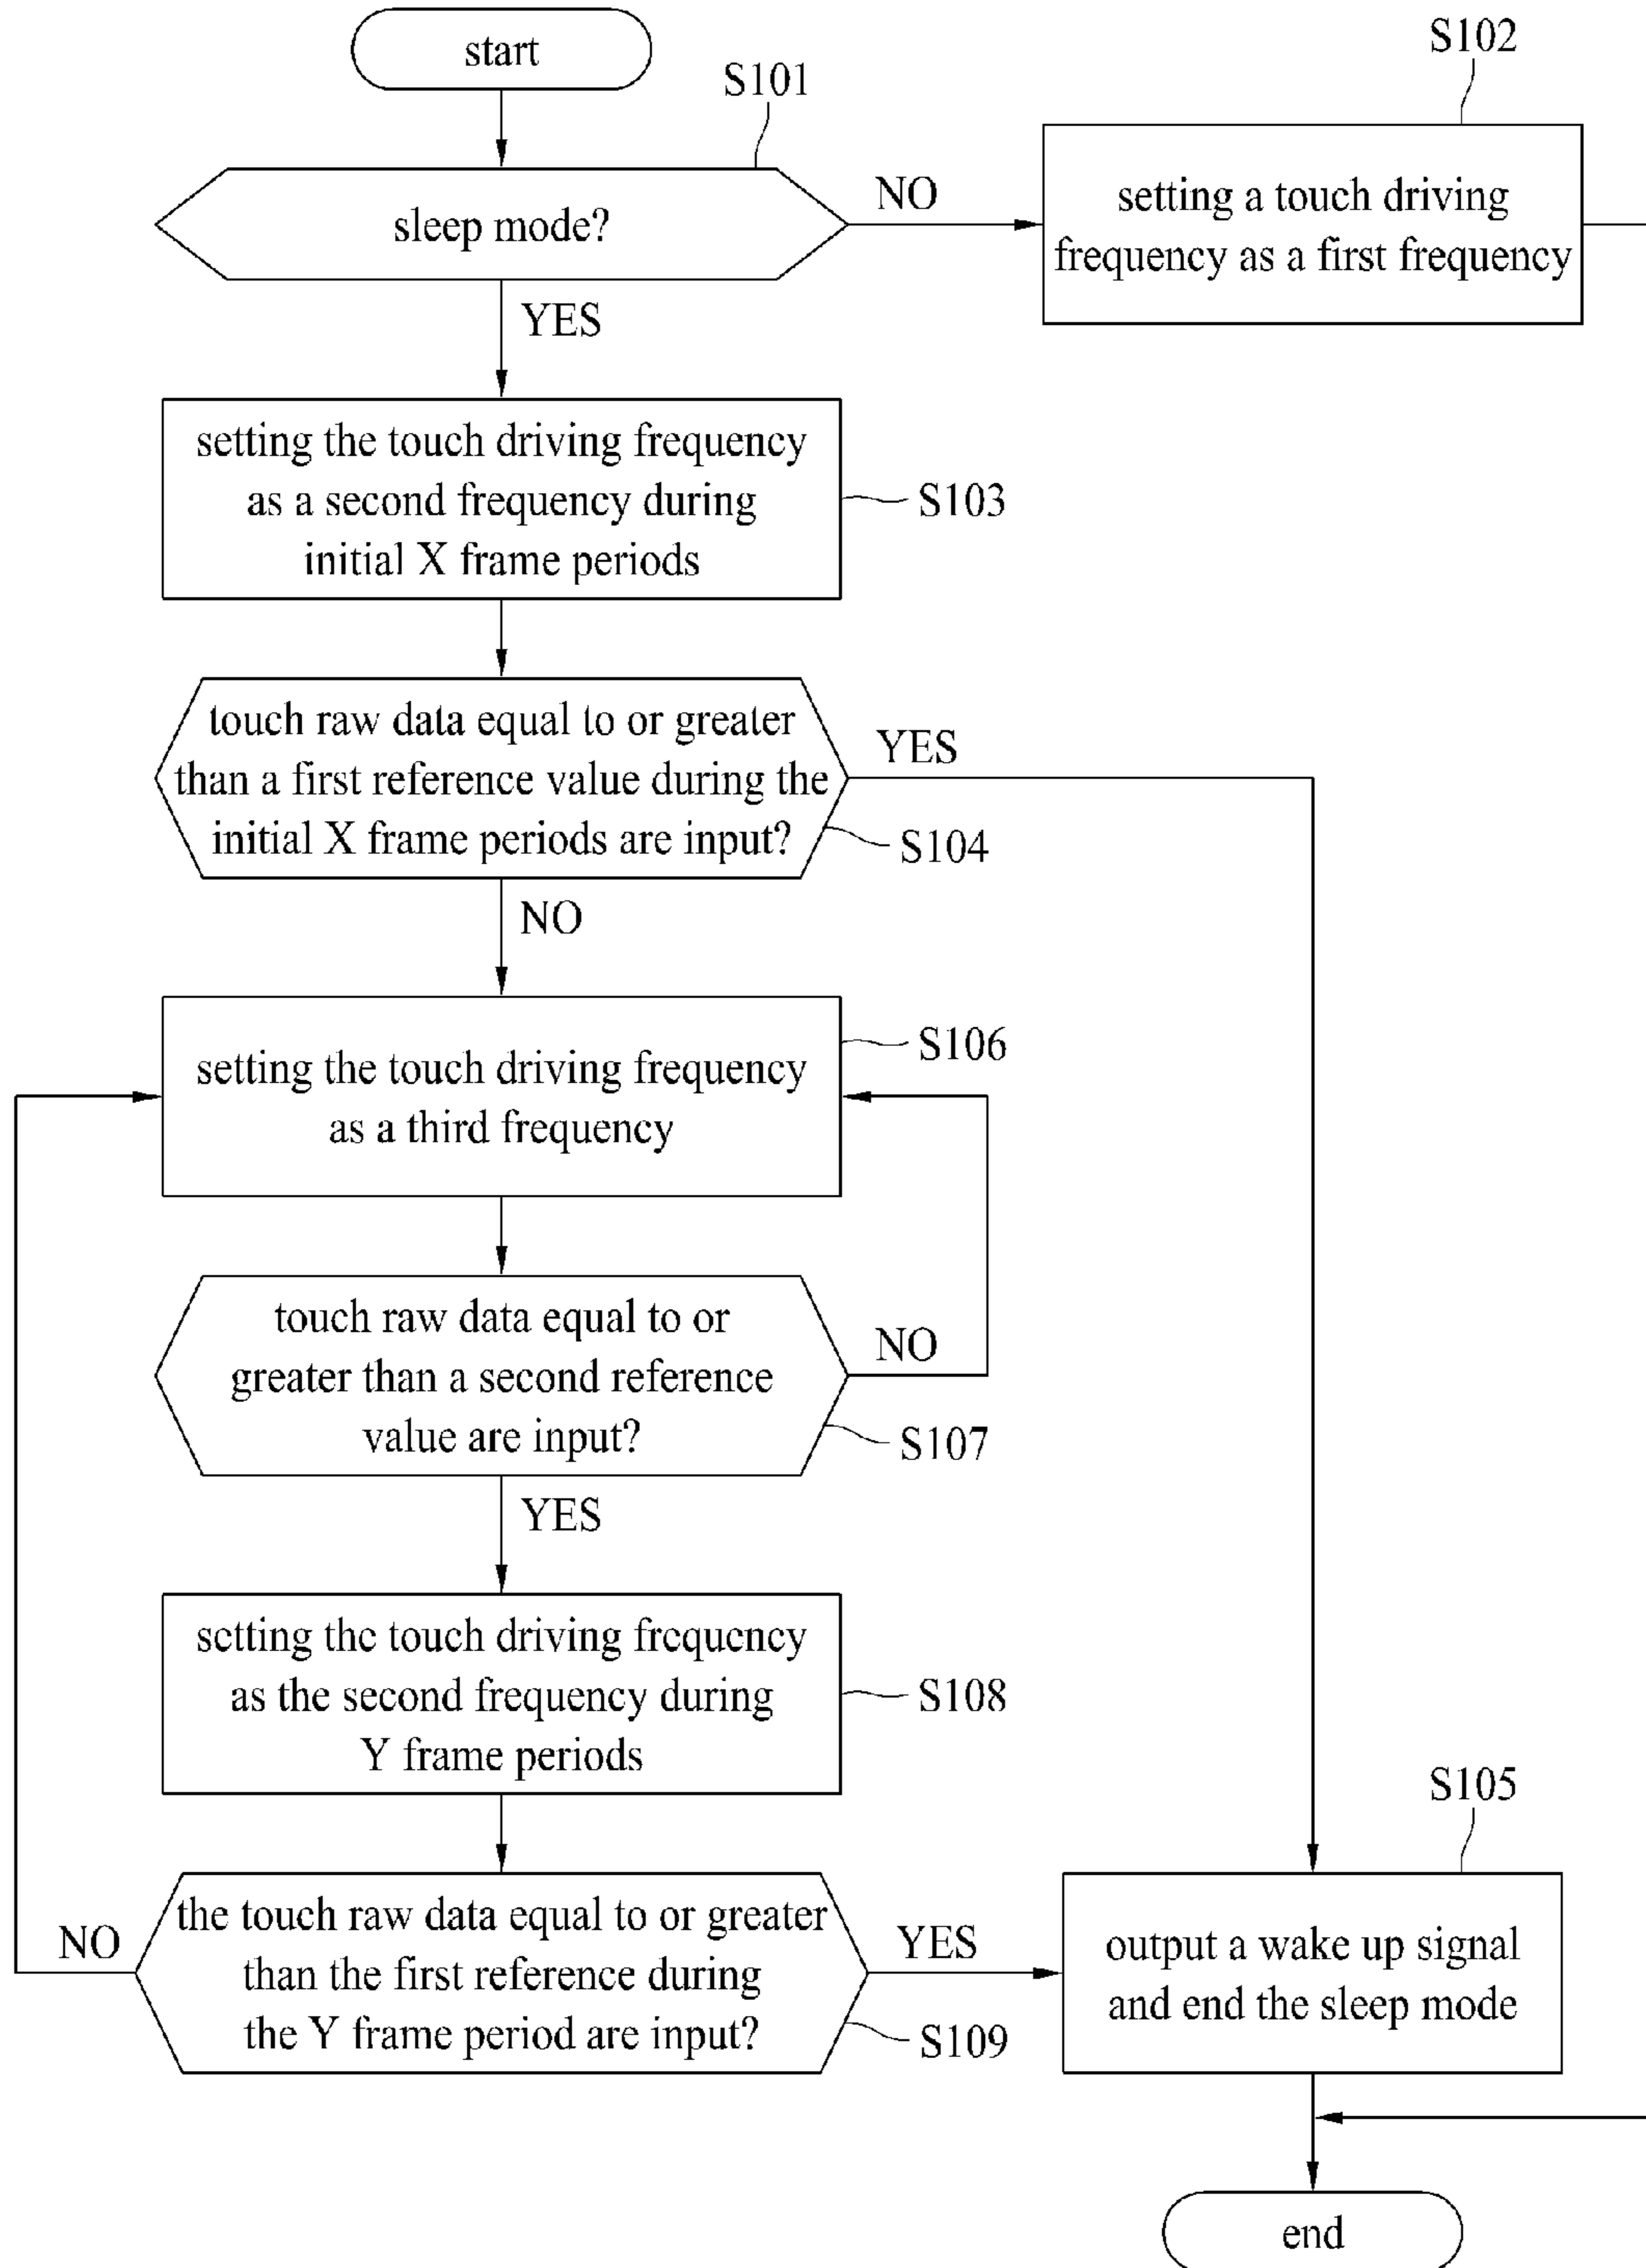 start
S101
S102
sleep mode?
NO
setting a touch driving
frequency as a first frequency
YES
setting the touch driving frequency
as a second frequency during
initial X frame periods
S103
touch raw data equal to or greater
than a first reference value during the
initial X frame periods are input?
YES
S104
NO
setting the touch driving frequency
as a third frequency
S106
touch raw data equal to or
greater than a second reference
value are input?
NO
S107
YES
setting the touch driving frequency
as the second frequency during
Y frame periods
S108
the touch raw data equal to or greater
than the first reference during
the Y frame period are input?
NO
YES
S109
S105
output a wake up signal
and end the sleep mode
end